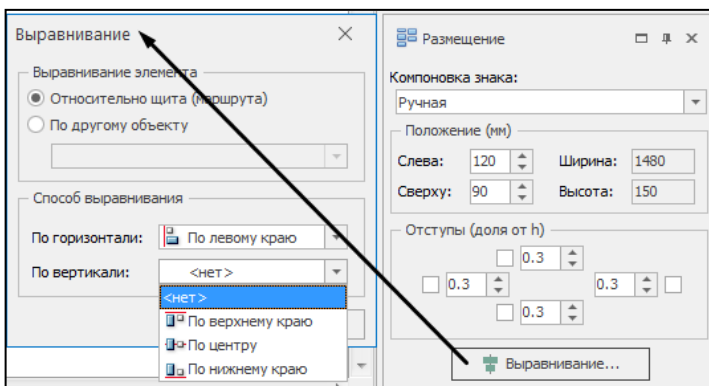 Выравнивание
Выравнивание элемента
Относительно щита (маршрута)
По другому объекту
Способ выравнивания
По горизонтали: По левому краю
По вертикали: <нет>
<нет>
По верхнему краю
По центру
По нижнему краю
Размещение
Компоновка знака:
Ручная
Положение (мм)
Слева: 120 Ширина: 1480
Сверху: 90 Высота: 150
Отступы (доля от h)
0.3
0.3 0.3
0.3
Выравнивание...